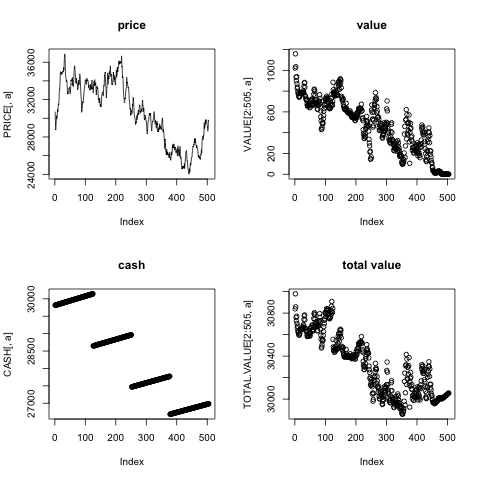 price
PRICE[, a]
36000
32000
28000
24000
0 100 200 300 400 500
Index
value
VALUE[2:505, a]
1000
600
200
0
0 100 200 300 400 500
Index
cash
CASH[, a]
30000
28500
27000
0 100 200 300 400 500
Index
total value
TOTAL.VALUE[2:505, a]
30800
30400
30000
0 100 200 300 400 500
Index